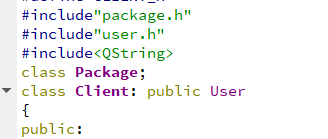 #include"package.h"
#include"user.h"
#include<QString>
class Package;
class Client: public User
{
public: